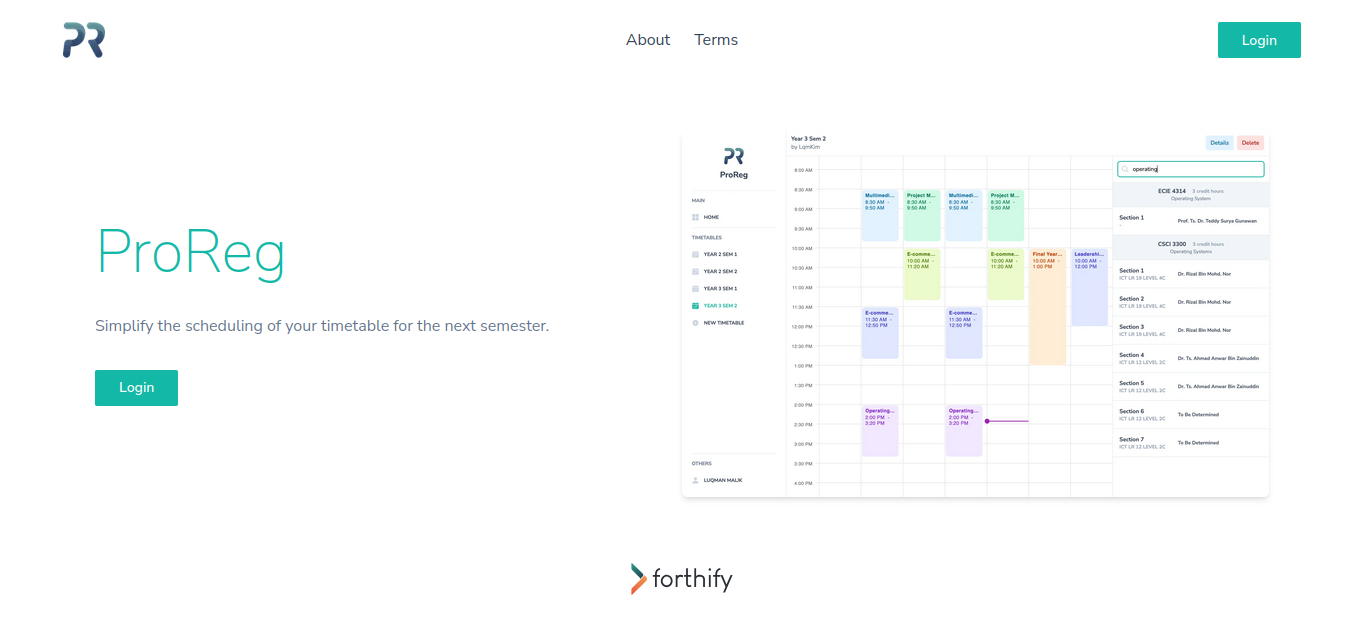 PR
About
Terms
Login
ProReg
Simplify the scheduling of your timetable for the next semester.
Login
PR
ProReg
MAIN
HOME
TIMETABLES
YEAR 2 SEM 1
YEAR 2 SEM 2
YEAR 3 SEM 1
YEAR 3 SEM 2
NEW TIMETABLE
OTHERS
LUQMAN MALIK
Year 3 Sem 2
by LqmKim
Details
Delete
8:00 AM
8:30 AM
9:00 AM
9:30 AM
10:00 AM
10:30 AM
11:00 AM
11:30 AM
12:00 PM
12:30 PM
1:00 PM
1:30 PM
2:00 PM
2:30 PM
3:00 PM
3:30 PM
4:00 PM
Multimedi...
8:30 AM -
9:50 AM
Project M...
8:30 AM -
9:50 AM
Multimedi...
8:30 AM -
9:50 AM
Project M...
8:30 AM -
9:50 AM
E-comme...
10:00 AM -
11:20 AM
E-comme...
10:00 AM -
11:20 AM
Final Year...
10:00 AM -
1:00 PM
Leadershi...
10:00 AM -
12:00 PM
E-comme...
11:30 AM -
12:50 PM
E-comme...
11:30 AM -
12:50 PM
Operating...
2:00 PM -
3:20 PM
Operating...
2:00 PM -
3:20 PM
operating
ECIE 4314 3 credit hours
Operating System
Section 1
-
Prof. Ts. Dr. Teddy Surya Gunawan
CSCI 3300 3 credit hours
Operating Systems
Section 1
ICT LR 19 LEVEL 4C
Dr. Rizal Bin Mohd. Nor
Section 2
ICT LR 19 LEVEL 4C
Dr. Rizal Bin Mohd. Nor
Section 3
ICT LR 19 LEVEL 4C
Dr. Rizal Bin Mohd. Nor
Section 4
ICT LR 12 LEVEL 2C
Dr. Ts. Ahmad Anwar Bin Zainuddin
Section 5
ICT LR 12 LEVEL 2C
Dr. Ts. Ahmad Anwar Bin Zainuddin
Section 6
ICT LR 12 LEVEL 2C
To Be Determined
Section 7
ICT LR 12 LEVEL 2C
To Be Determined
forthify